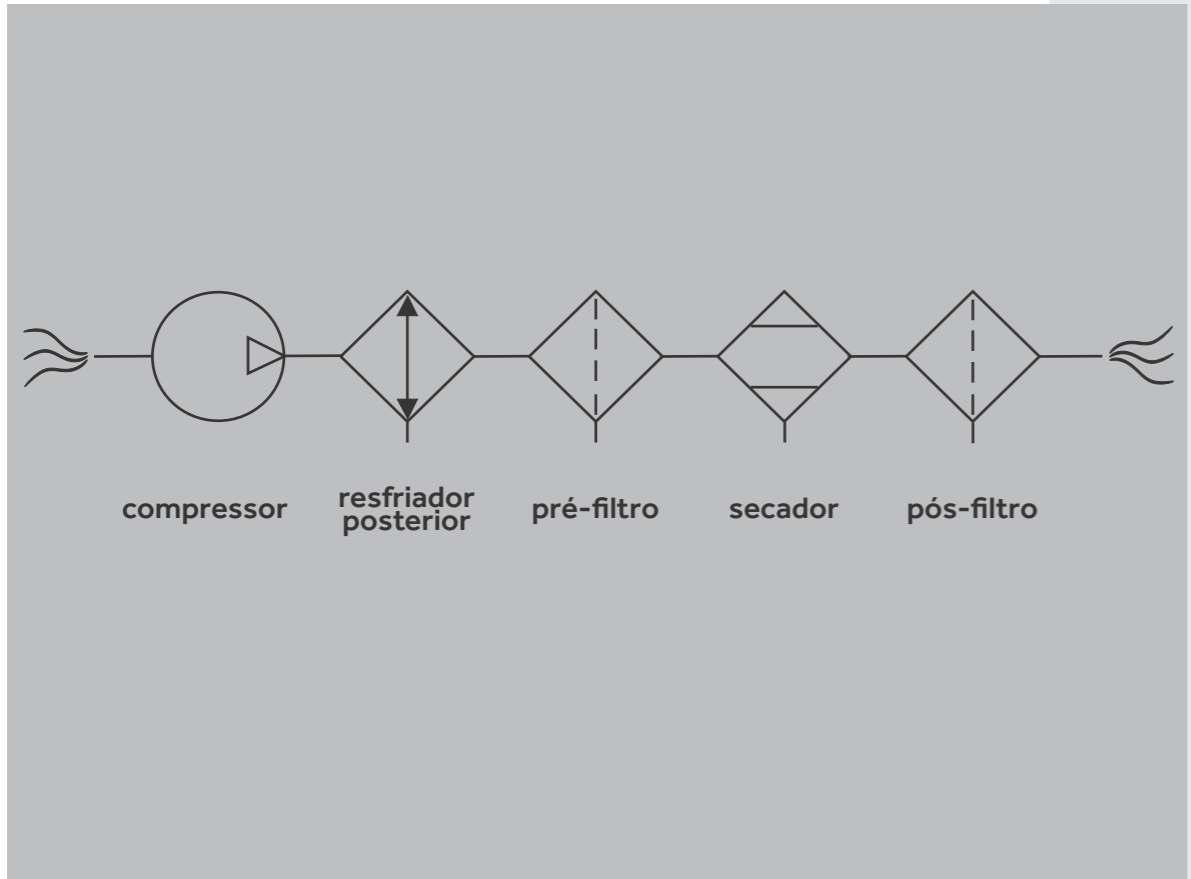 compressor
resfriador
posterior
pré-filtro
secador
pós-filtro